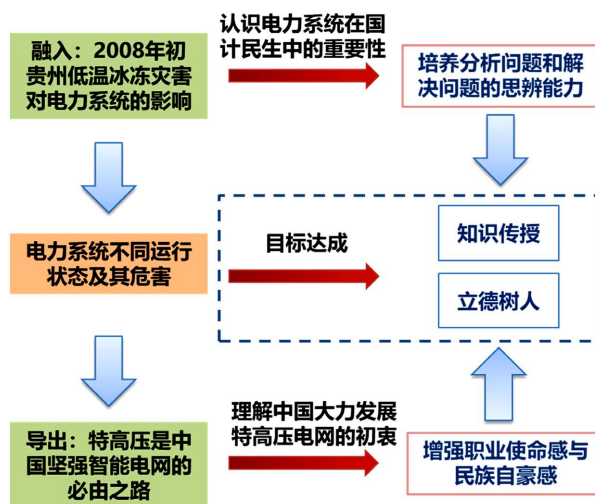 融入：2008年初
贵州低温冰冻灾害
对电力系统的影响
认识电力系统在国
计民生中的重要性
培养分析问题和解
决问题的思辨能力
电力系统不同运行
状态及其危害
目标达成
知识传授
立德树人
导出：特高压是中
国坚强智能电网的
必由之路
理解中国大力发展
特高压电网的初衷
增强职业使命感与
民族自豪感